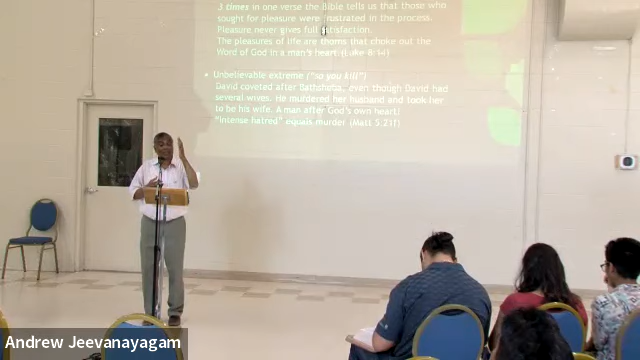 3 times in one verse the Bible tells us that those who
sought for pleasure were frustrated in the process.
Pleasure never gives full satisfaction.
The pleasures of life are thorns that choke out the
Word of God in a man's heart. (Luke 8:14)
• Unbelievable extreme ("so you kill")
David coveted after Bathsheba, even though David had
several wives. He murdered her husband and took her
to be his wife. A man after God's own heart!
"intense hatred" equals murder (Matt 5:21f)
Andrew Jeevanayagam